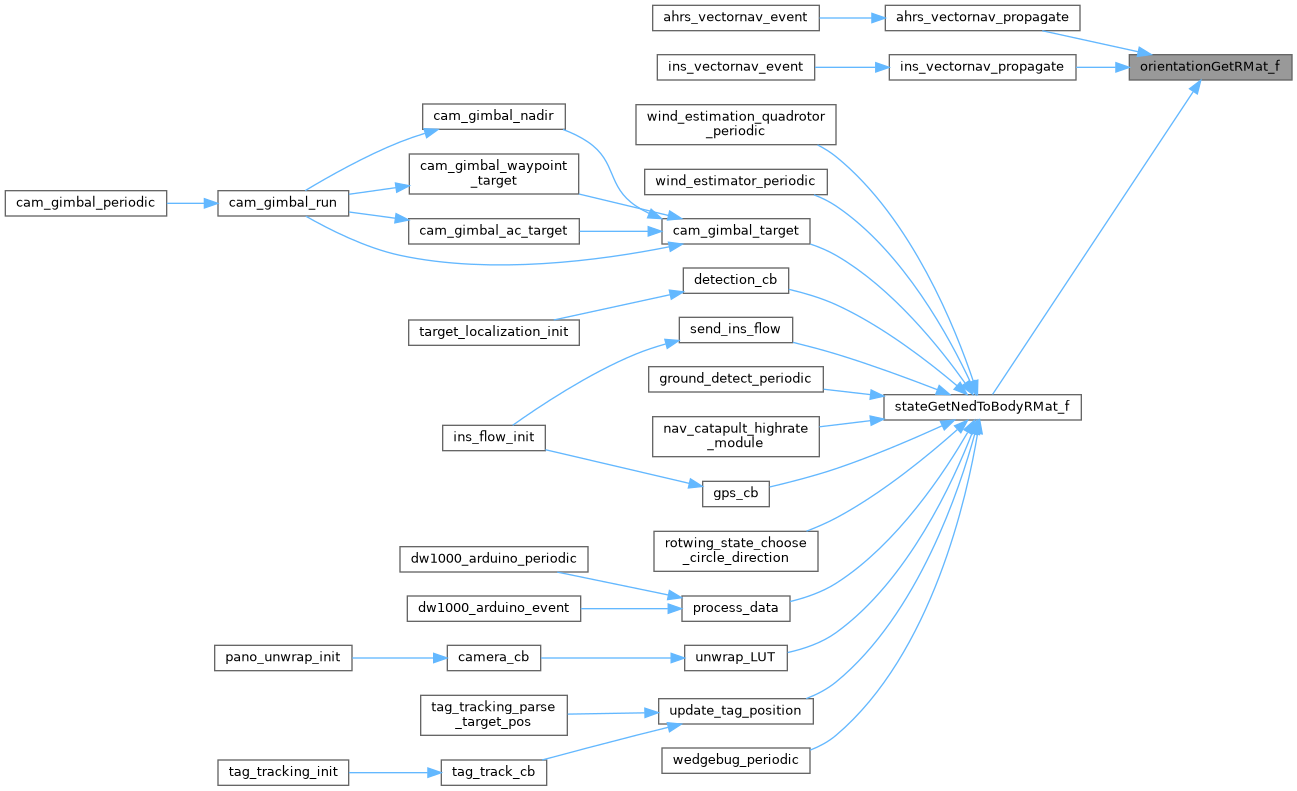 ahrs_vectornav_event
ahrs_vectornav_propagate
ins_vectornav_event
ins_vectornav_propagate
orientationGetRMat_f
cam_gimbal_nadir
wind_estimation_quadrotor
_periodic
cam_gimbal_waypoint
_target
wind_estimator_periodic
cam_gimbal_periodic
cam_gimbal_run
cam_gimbal_ac_target
cam_gimbal_target
detection_cb
target_localization_init
send_ins_flow
ground_detect_periodic
stateGetNedToBodyRMat_f
ins_flow_init
nav_catapult_highrate
_module
gps_cb
rotwing_state_choose
_circle_direction
dw1000_arduino_periodic
dw1000_arduino_event
process_data
pano_unwrap_init
camera_cb
unwrap_LUT
tag_tracking_parse
_target_pos
update_tag_position
wedgebug_periodic
tag_tracking_init
tag_track_cb